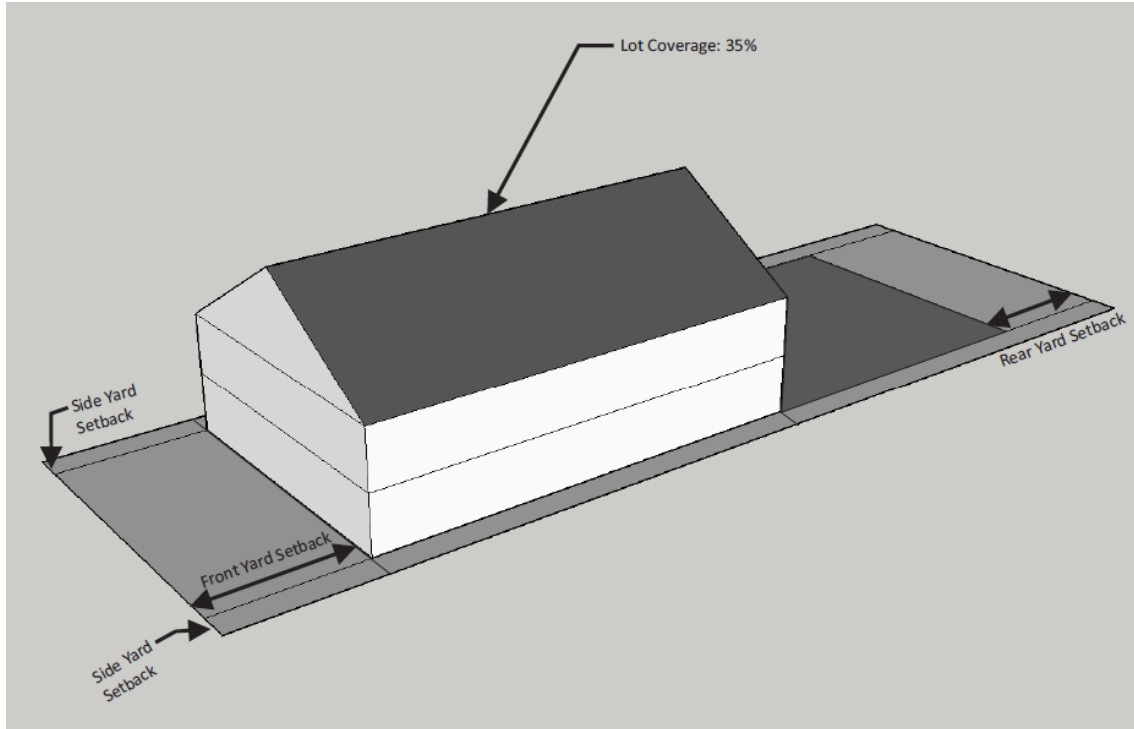 Lot Coverage: 35%
Side Yard
Setback
Rear Yard Setback
Front Yard Setback
Side Yard
Setback